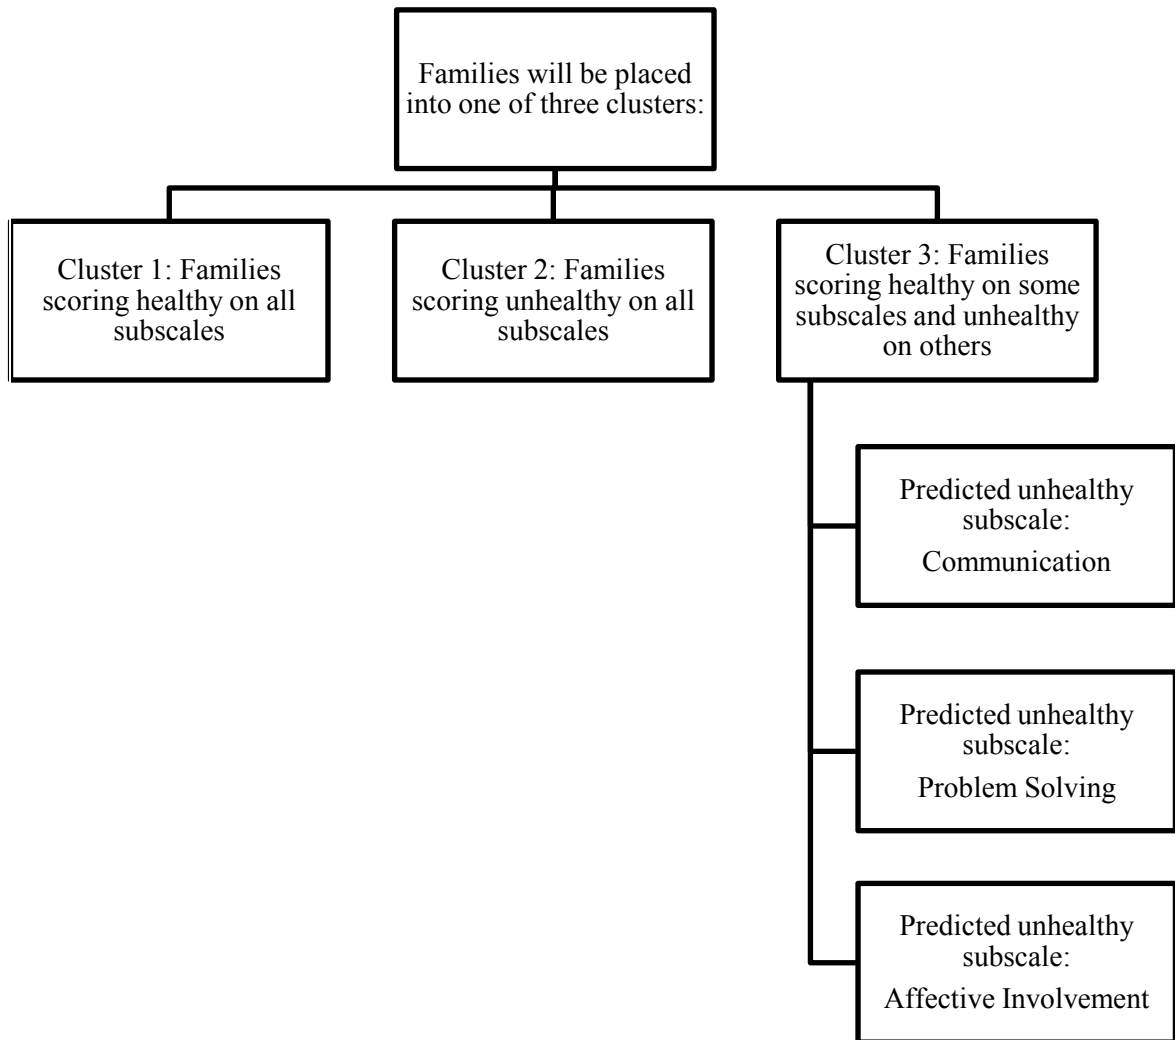 Families will be placed
into one of three clusters:
Cluster 1: Families
scoring healthy on all
subscales
Cluster 2: Families
scoring unhealthy on all
subscales
Cluster 3: Families
scoring healthy on some
subscales and unhealthy
on others
Predicted unhealthy
subscale:
Communication
Predicted unhealthy
subscale:
Problem Solving
Predicted unhealthy
subscale:
Affective Involvement